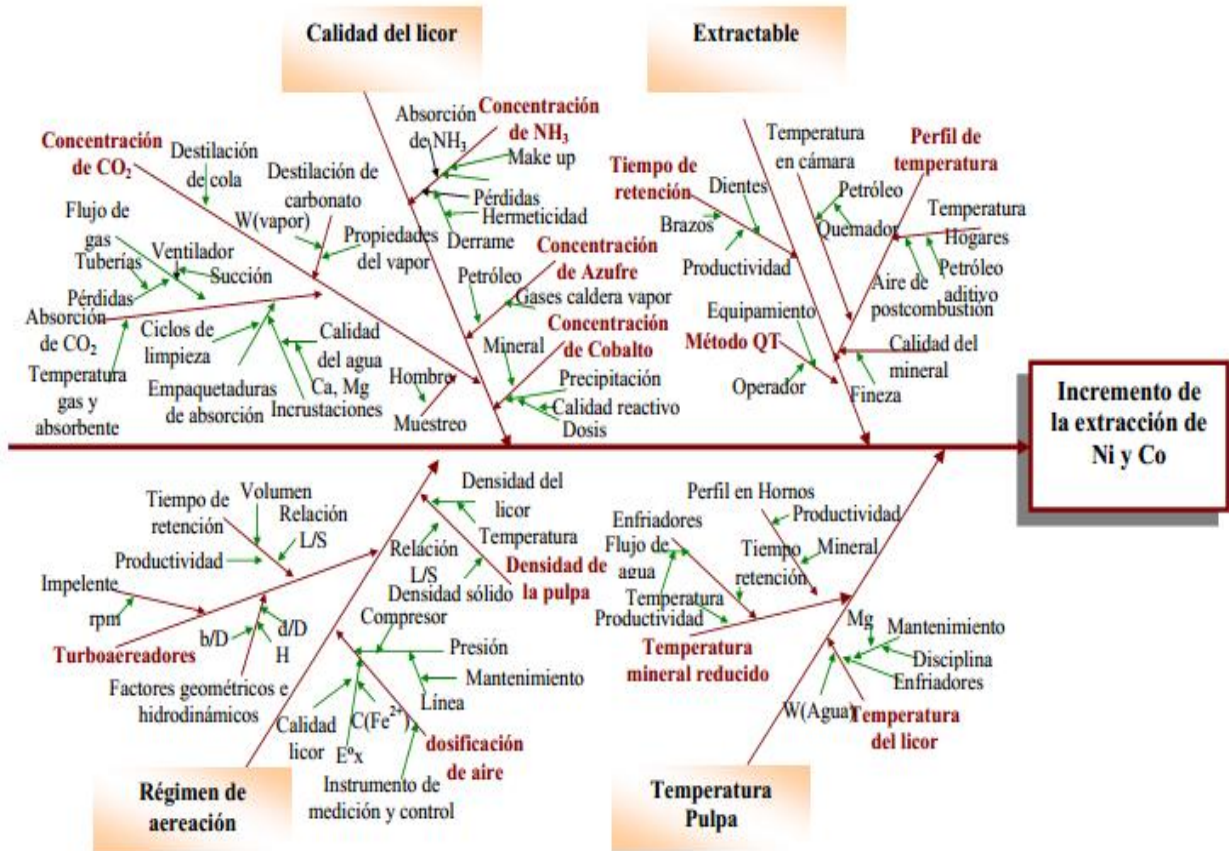 Calidad del licor
Extractable
Concentración
de CO₂
Destilación
de cola
Destilación de
carbonato
W(vapor)
Propiedades
del vapor
Flujo de
gas
Ventilador
Tuberías
Succión
Pérdidas
Absorción
de CO₂
Temperatura
gas y
absorbente
Ciclos de
limpieza
Empaquetaduras
de absorción
Calidad
del agua
Ca, Mg
Incrustaciones
Hombre
Muestreo
Absorción
de NH₃
Concentración
de NH₃
Make up
Pérdidas
Hermeticidad
Derrame
Petróleo
Concentración
de Azufre
Gases caldera vapor
Mineral
Concentración
de Cobalto
Precipitación
Calidad reactivo
Dosis
Tiempo de
retención
Dientes
Brazos
Productividad
Temperatura
en cámara
Petróleo
Quemador
Perfil de
temperatura
Temperatura
Hogares
Petróleo
aditivo
Aire de
postcombustión
Equipamiento
Método QT
Operador
Calidad del
mineral
Fineza
Incremento de
la extracción de
Ni y Co
Volumen
Tiempo de
retención
Relación
L/S
Productividad
Impelente
rpm
Turboaereadores
b/D
d/D
H
Factores geométricos e
hidrodinámicos
Densidad del
licor
Temperatura
Relación
L/S
Densidad sólido
Densidad de
la pulpa
Compresor
Presión
Mantenimiento
Línea
Calidad
licor
C(Fe²⁺)
Eºx
dosificación
de aire
Instrumento de
medición y control
Régimen de
aereación
Perfil en Hornos
Productividad
Mineral
Tiempo
retención
Enfriadores
Flujo de
agua
Temperatura
Productividad
Temperatura
mineral reducido
Mg
Mantenimiento
Disciplina
Enfriadores
W(Agua)
Temperatura
del licor
Temperatura
Pulpa